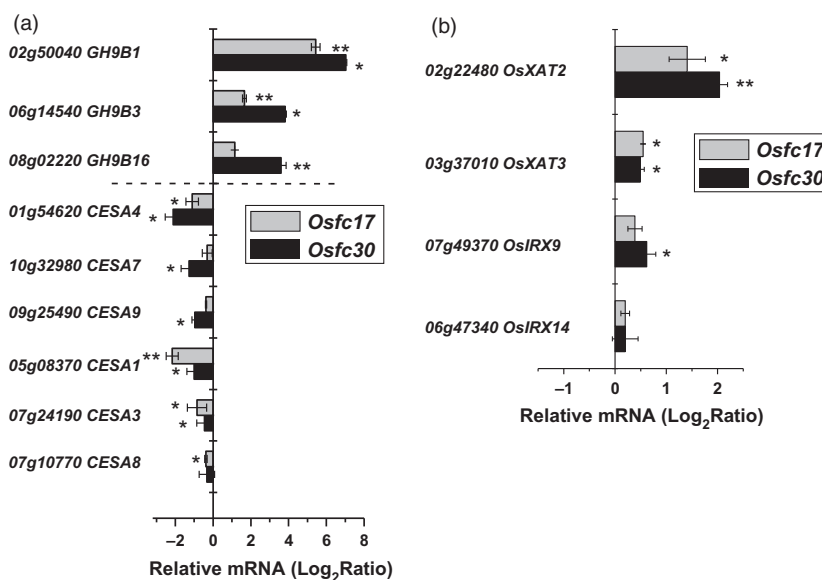 (a)
02g50040 GH9B1
**
*
06g14540 GH9B3
**
*
08g02220 GH9B16
**
01g54620 CESA4
*
*
10g32980 CESA7
*
09g25490 CESA9
*
05g08370 CESA1
**
*
07g24190 CESA3
*
*
07g10770 CESA8
*
Osfc17
Osfc30
−2 0 2 4 6 8
Relative mRNA (Log2Ratio)
(b)
02g22480 OsXAT2
*
**
03g37010 OsXAT3
*
*
07g49370 OsIRX9
*
06g47340 OsIRX14
Osfc17
Osfc30
−1 0 1 2
Relative mRNA (Log2Ratio)